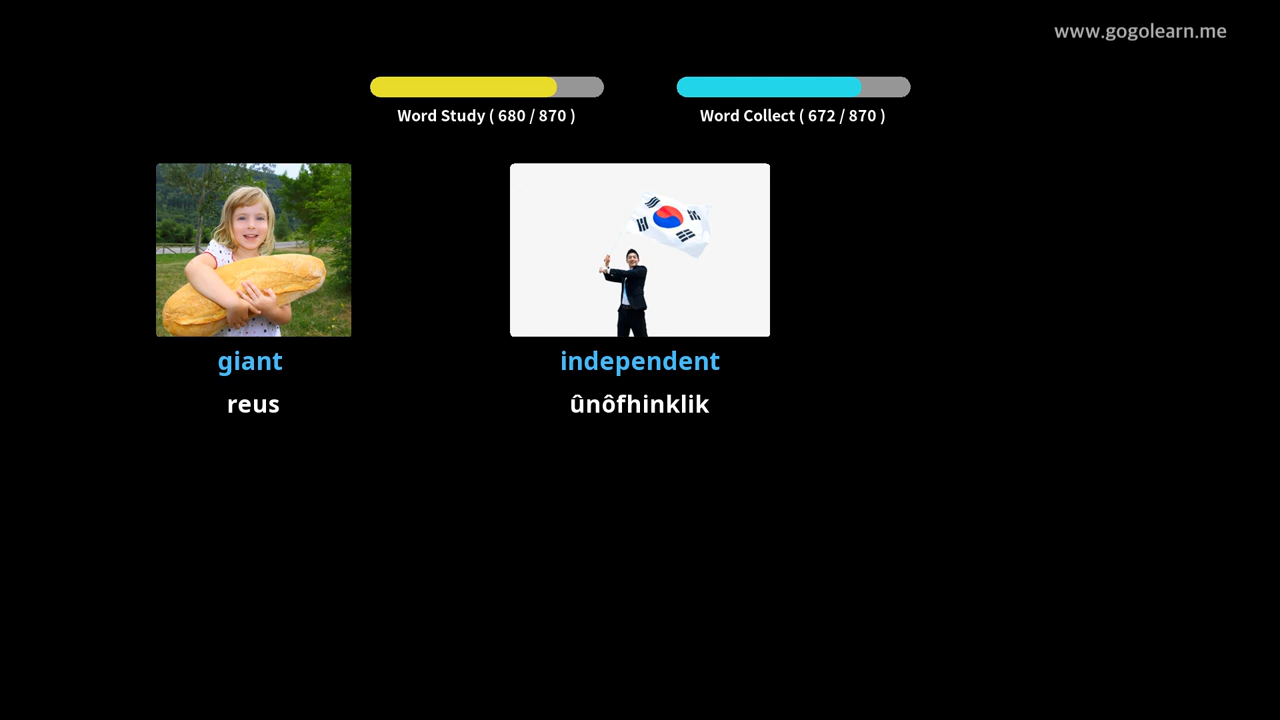 www.gogolearn.me
Word Study ( 680 / 870 )
Word Collect ( 672 / 870 )
giant
independent
reus
ûnôfhinklik